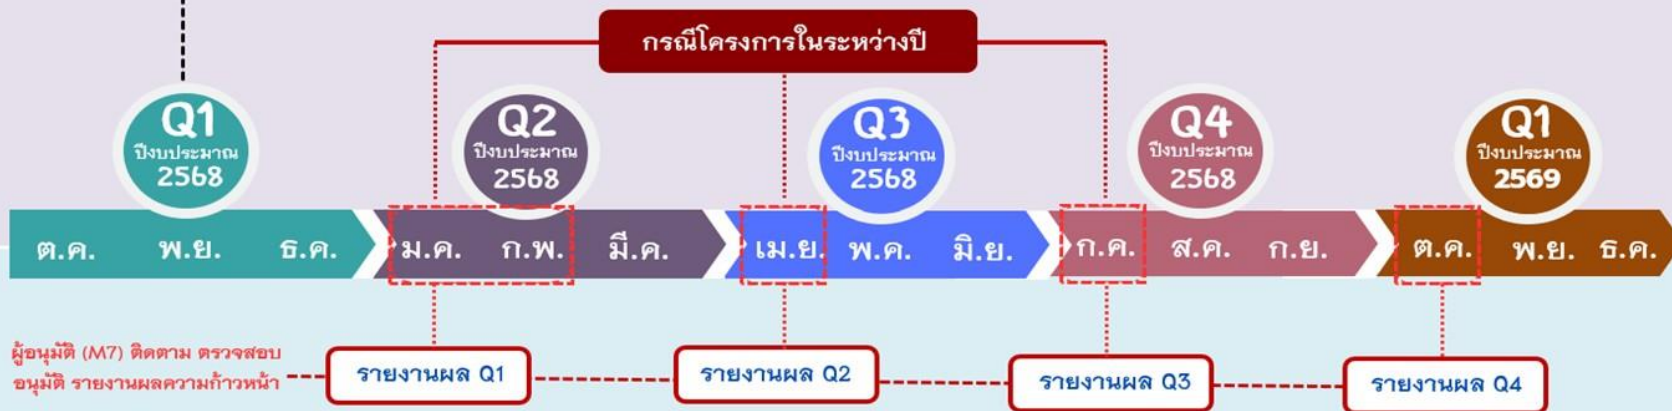 กรณีโครงการในระหว่างปี
Q1
ปีงบประมาณ
2568
Q2
ปีงบประมาณ
2568
Q3
ปีงบประมาณ
2568
Q4
ปีงบประมาณ
2568
Q1
ปีงบประมาณ
2569
ต.ค. พ.ย. ธ.ค. ม.ค. ก.พ. มี.ค. เม.ย. พ.ค. มิ.ย. ก.ค. ส.ค. ก.ย. ต.ค. พ.ย. ธ.ค.
ผู้อนุมัติ (M7) ติดตาม ตรวจสอบ
อนุมัติ รายงานผลความก้าวหน้า
รายงานผล Q1
รายงานผล Q2
รายงานผล Q3
รายงานผล Q4